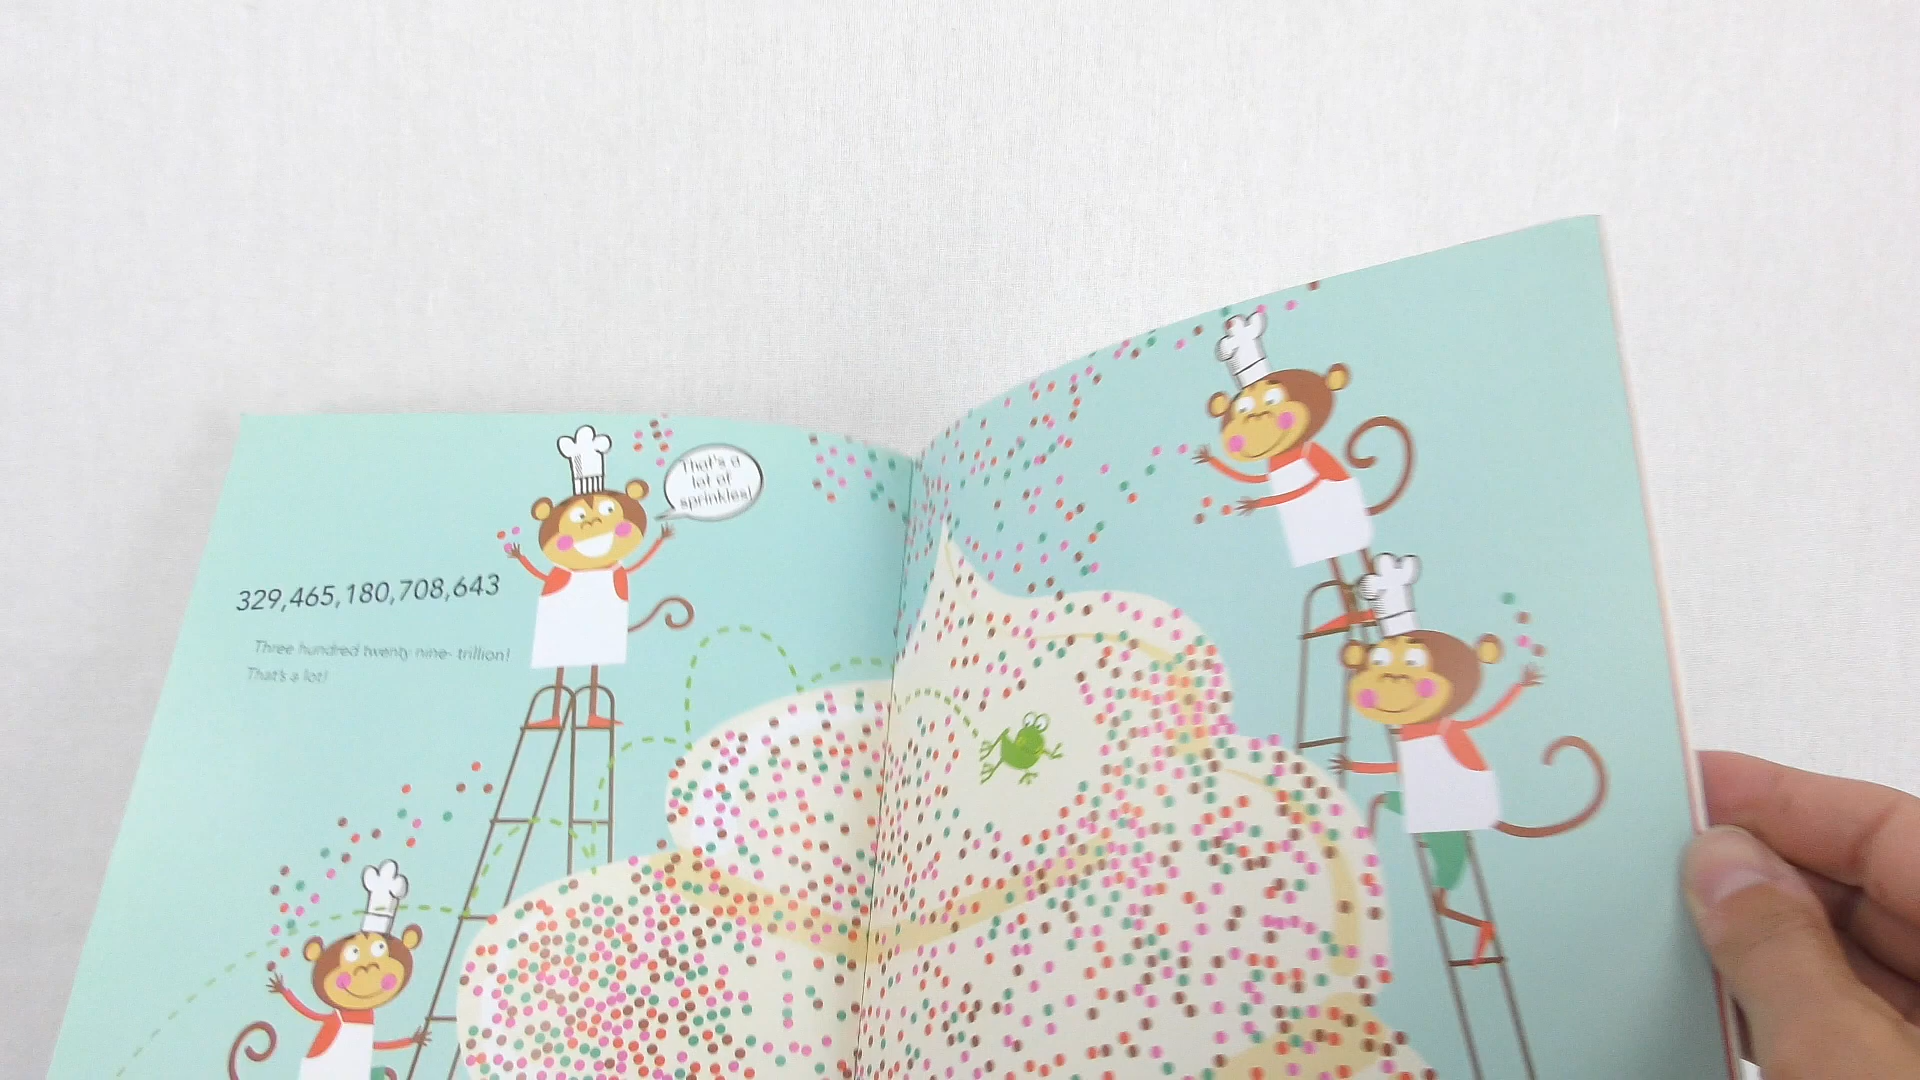 That's a
lot of
sprinkles!
329,465,180,708,643
Three hundred twenty nine- trillion!
That's a lot!